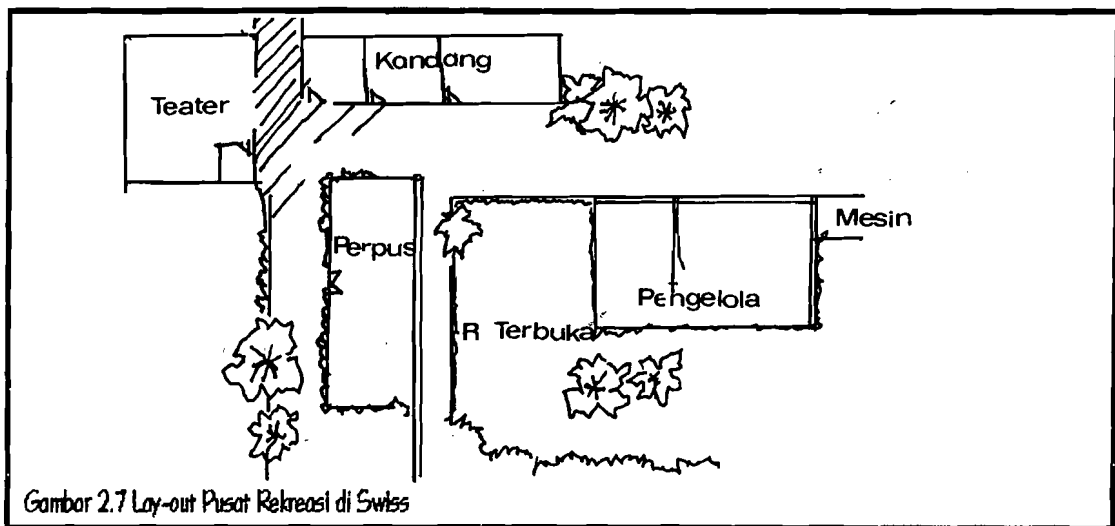 Kandang
Teater
Mesin
Perpus
Pengelola
R Terbuka
Gambar 2.7 Lay-out Pusat Rekreasi di Swiss